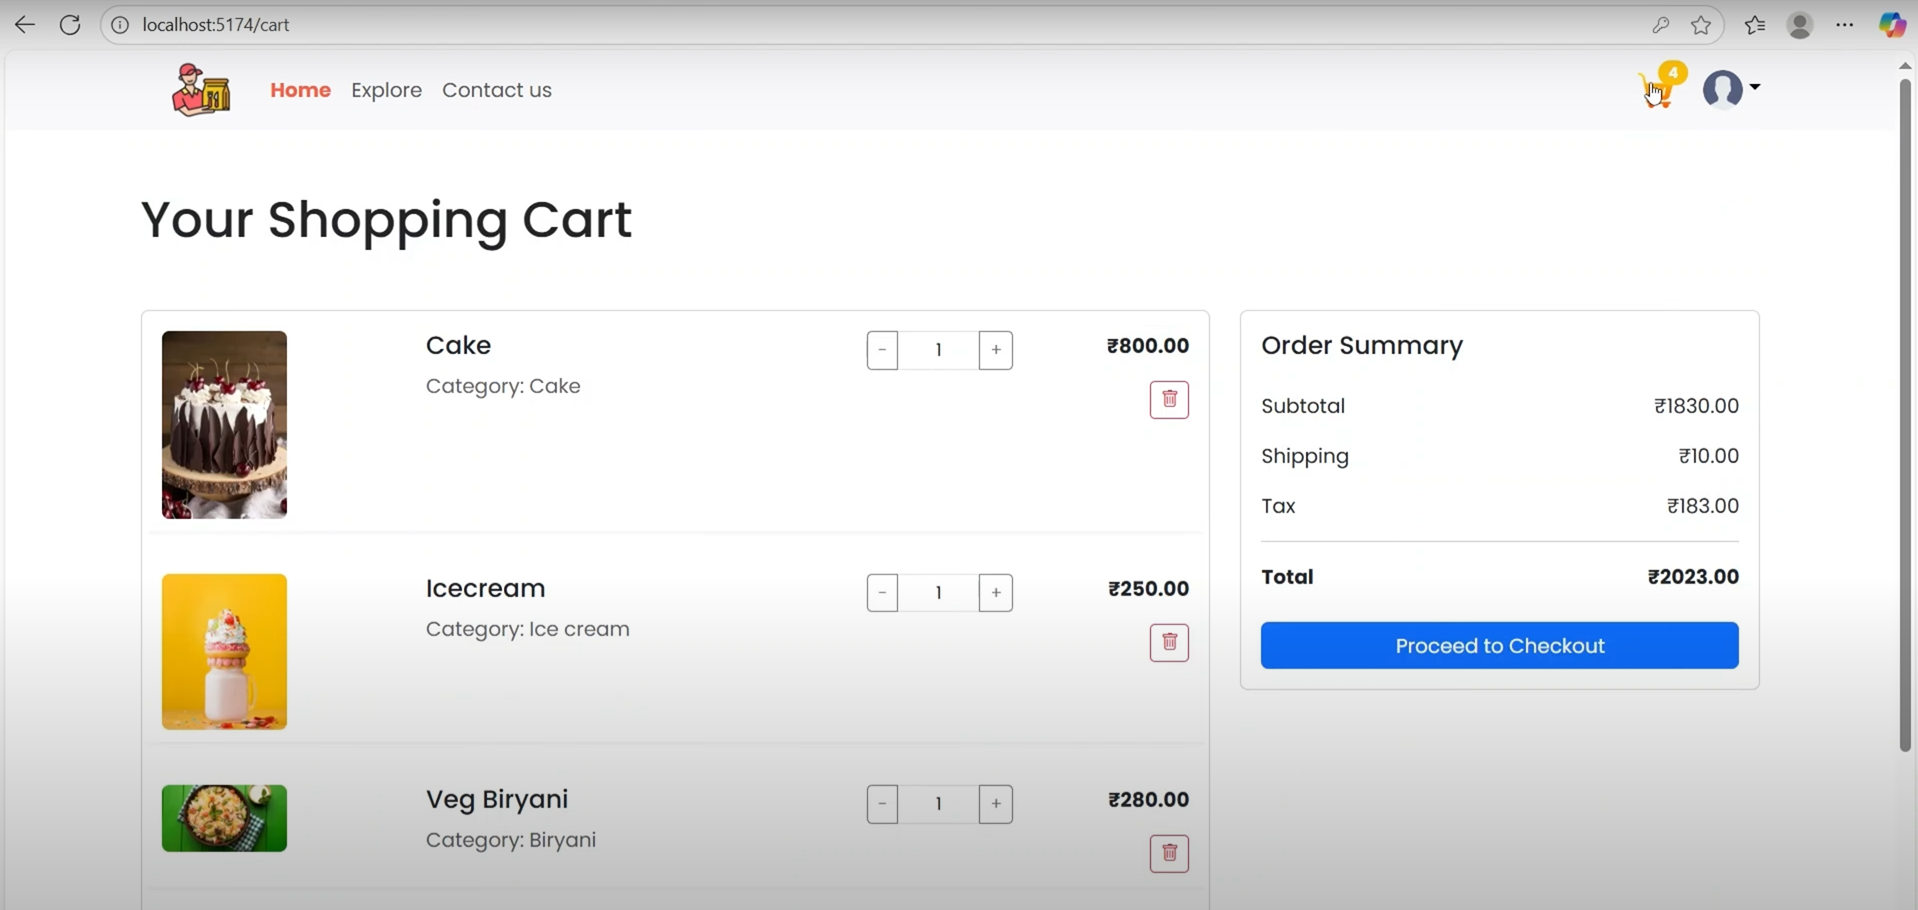 localhost:5174/cart
Home Explore Contact us
4
Your Shopping Cart
Cake
Category: Cake
- 1 +
₹800.00
Icecream
Category: Ice cream
- 1 +
₹250.00
Veg Biryani
Category: Biryani
- 1 +
₹280.00
Order Summary
Subtotal ₹1830.00
Shipping ₹10.00
Tax ₹183.00
Total ₹2023.00
Proceed to Checkout